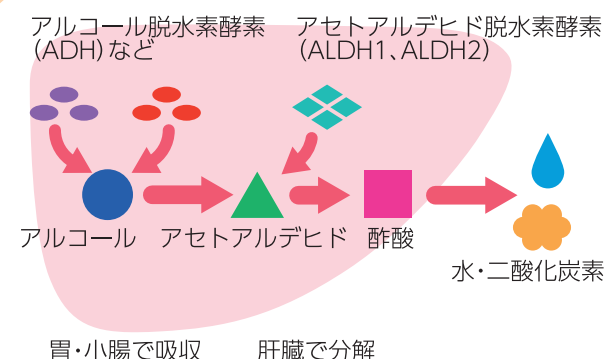 アルコール脱水素酵素
(ADH)など
アセトアルデヒド脱水素酵素
(ALDH1、ALDH2)
アルコール
アセトアルデヒド
酢酸
水・二酸化炭素
胃・小腸で吸収
肝臓で分解